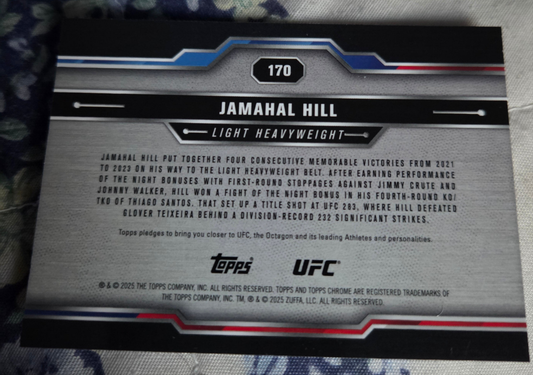 170
JAMAHAL HILL
LIGHT HEAVYWEIGHT
JAMAHAL HILL PUT TOGETHER FOUR CONSECUTIVE MEMORABLE VICTORIES FROM 2021
TO 2023 ON HIS WAY TO THE LIGHT HEAVYWEIGHT BELT. AFTER EARNING PERFORMANCE
OF THE NIGHT BONUSES WITH FIRST-ROUND STOPPAGES AGAINST JIMMY CRUTE AND
JOHNNY WALKER, HILL WON A FIGHT OF THE NIGHT BONUS IN HIS FOURTH-ROUND KO/
TKO OF THIAGO SANTOS. THAT SET UP A TITLE SHOT AT UFC 283, WHERE HILL DEFEATED
GLOVER TEIXEIRA BEHIND A DIVISION-RECORD 232 SIGNIFICANT STRIKES.
Topps pledges to bring you closer to UFC, the Octagon and its leading Athletes and personalities.
Topps UFC®
® & © 2025 THE TOPPS COMPANY, INC. ALL RIGHTS RESERVED. TOPPS AND TOPPS CHROME ARE REGISTERED TRADEMARKS OF
THE TOPPS COMPANY, INC. TM, ® & © 2025 ZUFFA, LLC. ALL RIGHTS RESERVED.